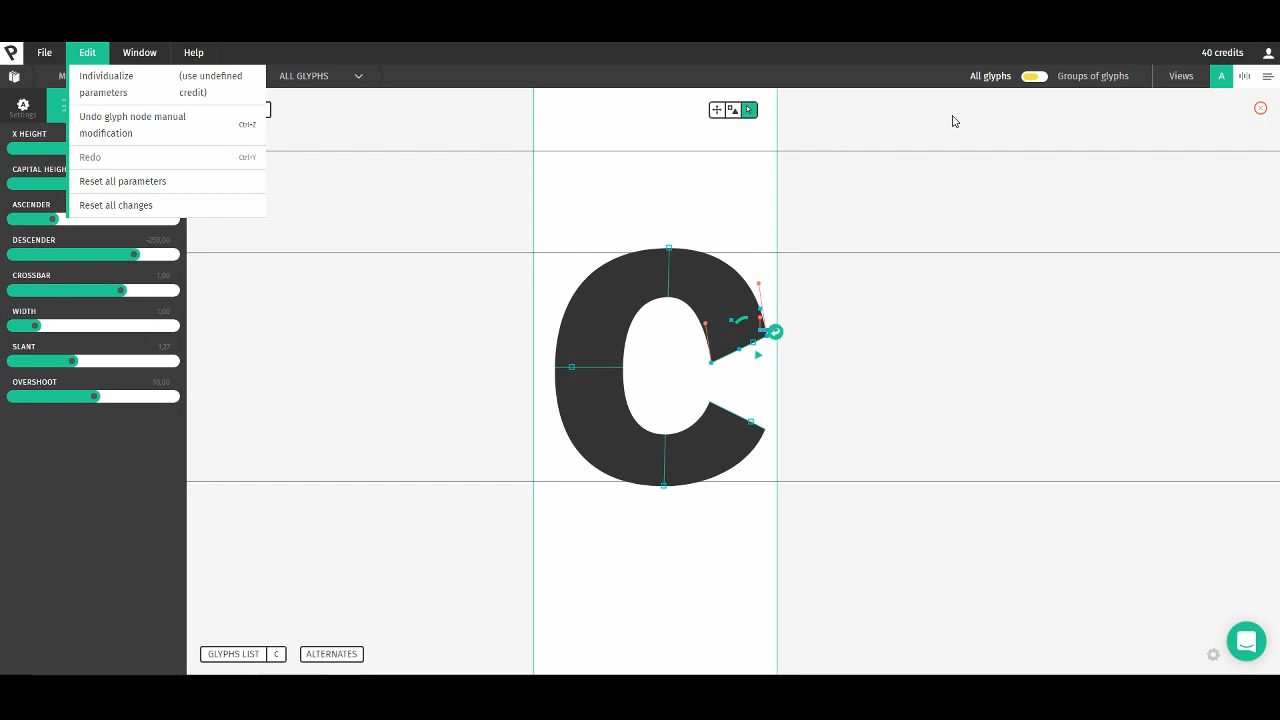 File Edit Window Help 40 credits
M ALL GLYPHS All glyphs Groups of glyphs Views A
Individualize parameters (use undefined credit)
Undo glyph node manual modification Ctrl-Z
Redo Ctrl-Y
Reset all parameters
Reset all changes
Settings
X HEIGHT
CAPITAL HEIGH
ASCENDER
DESCENDER -250,00
CROSSBAR 1,00
WIDTH 1,00
SLANT 1,27
OVERSHOOT 10,00
C
GLYPHS LIST C ALTERNATES